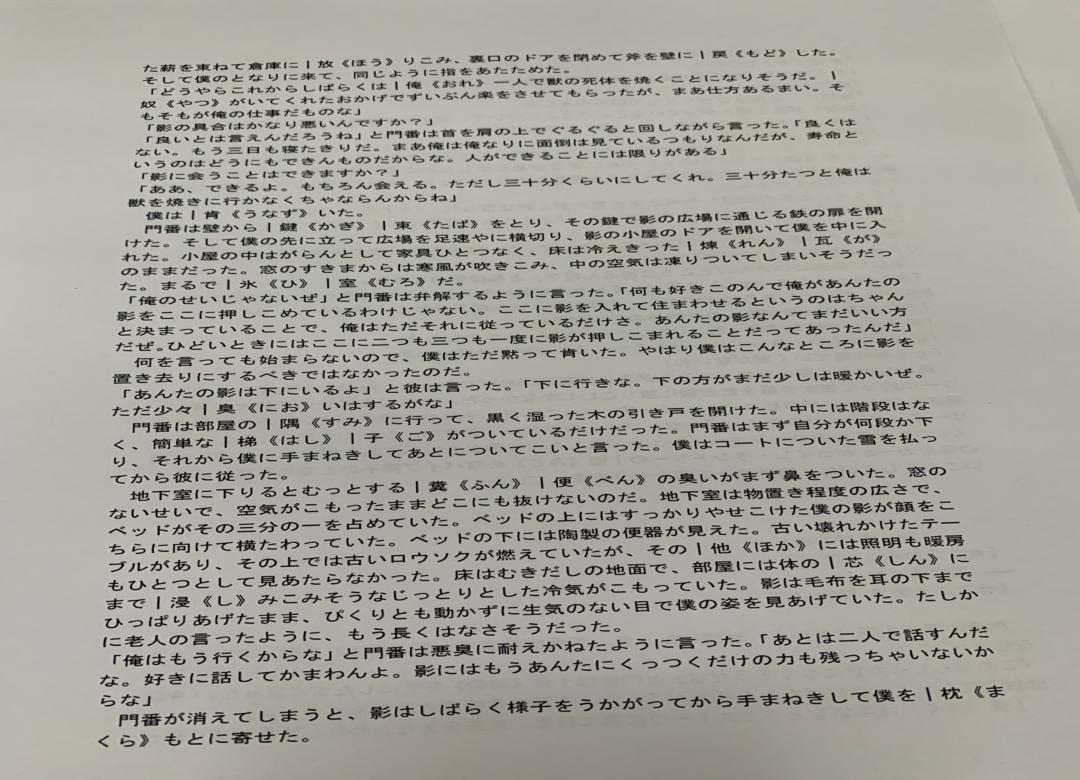 た薪を束ねて倉庫に|放《ほう》りこみ、裏口のドアを閉めて斧を壁に|戻《もど》した。
そして僕のとなりに来て、同じように指をあたためた。
「どうやらこれからしばらくは|俺《おれ》一人で獣の死体を焼くことになりそうだ。|
奴《やつ》がいてくれたおかげでずいぶん楽をさせてもらったが、まあ仕方あるまい。そ
もそもが俺の仕事だものな」
「影の具合はかなり悪いんですか?」
「良いとは言えんだろうね」と門番は首を肩の上でぐるぐると回しながら言った。「良くは
ない。もう三日も寝たきりだ。まあ俺は俺なりに面倒は見ているつもりなんだが、寿命と
いうのはどうにもできんものだからな。人ができることには限りがある」
「影に会うことはできますか?」
「ああ、できるよ。もちろん会える。ただし三十分くらいにしてくれ。三十分たつと俺は
獣を焼きに行かなくちゃならんからね」
僕は|肯《うなず》いた。
門番は壁から|鍵《かぎ》|束《たば》をとり、その鍵で影の広場に通じる鉄の扉を開
けた。そして僕の先に立って広場を足速やに横切り、影の小屋のドアを開いて僕を中に入
れた。小屋の中はがらんとして家具ひとつなく、床は冷えきった|煉《れん》|瓦《が》
のままだった。窓のすきまからは寒風が吹きこみ、中の空気は凍りついてしまいそうだっ
た。まるで|氷《ひ》|室《むろ》だ。
「俺のせいじゃないぜ」と門番は弁解するように言った。「何も好きこのんで俺があんたの
影をここに押しこめているわけじゃない。ここに影を入れて住まわせるというのはちゃん
と決まっていることで、俺はただそれに従っているだけさ。あんたの影なんてまだいい方
だぜ。ひどいときにはここに二つも三つも一度に影が押しこまれることだってあったんだ」
何を言っても始まらないので、僕はただ黙って肯いた。やはり僕はこんなところに影を
置き去りにするべきではなかったのだ。
「あんたの影は下にいるよ」と彼は言った。「下に行きな。下の方がまだ少しは暖かいぜ。
ただ少々|臭《にお》いはするがな」
門番は部屋の|隅《すみ》に行って、黒く湿った木の引き戸を開けた。中には階段はな
く、簡単な|梯《はし》|子《ご》がついているだけだった。門番はまず自分が何段か下
り、それから僕に手まねきしてあとについてこいと言った。僕はコートについた雪を払っ
てから彼に従った。
地下室に下りるとむっとする|糞《ふん》|便《べん》の臭いがまず鼻をついた。窓の
ないせいで、空気がこもったままどこにも抜けないのだ。地下室は物置き程度の広さで、
ベッドがその三分の一を占めていた。ベッドの上にはすっかりやせこけた僕の影が顔をこ
ちらに向けて横たわっていた。ベッドの下には陶製の便器が見えた。古い壊れかけたテー
ブルがあり、その上では古いロウソクが燃えていたが、その|他《ほか》には照明も暖房
もひとつとして見あたらなかった。床はむきだしの地面で、部屋には体の|芯《しん》に
まで|浸《し》みこみそうなじっとりとした冷気がこもっていた。影は毛布を耳の下まで
ひっぱりあげたまま、ぴくりとも動かずに生気のない目で僕の姿を見あげていた。たしか
に老人の言ったように、もう長くはなさそうだった。
「俺はもう行くからな」と門番は悪臭に耐えかねたように言った。「あとは二人で話すんだ
な。好きに話してかまわんよ。影にはもうあんたにくっつくだけの力も残っちゃいないか
らな」
門番が消えてしまうと、影はしばらく様子をうかがってから手まねきして僕を|枕《ま
くら》もとに寄せた。